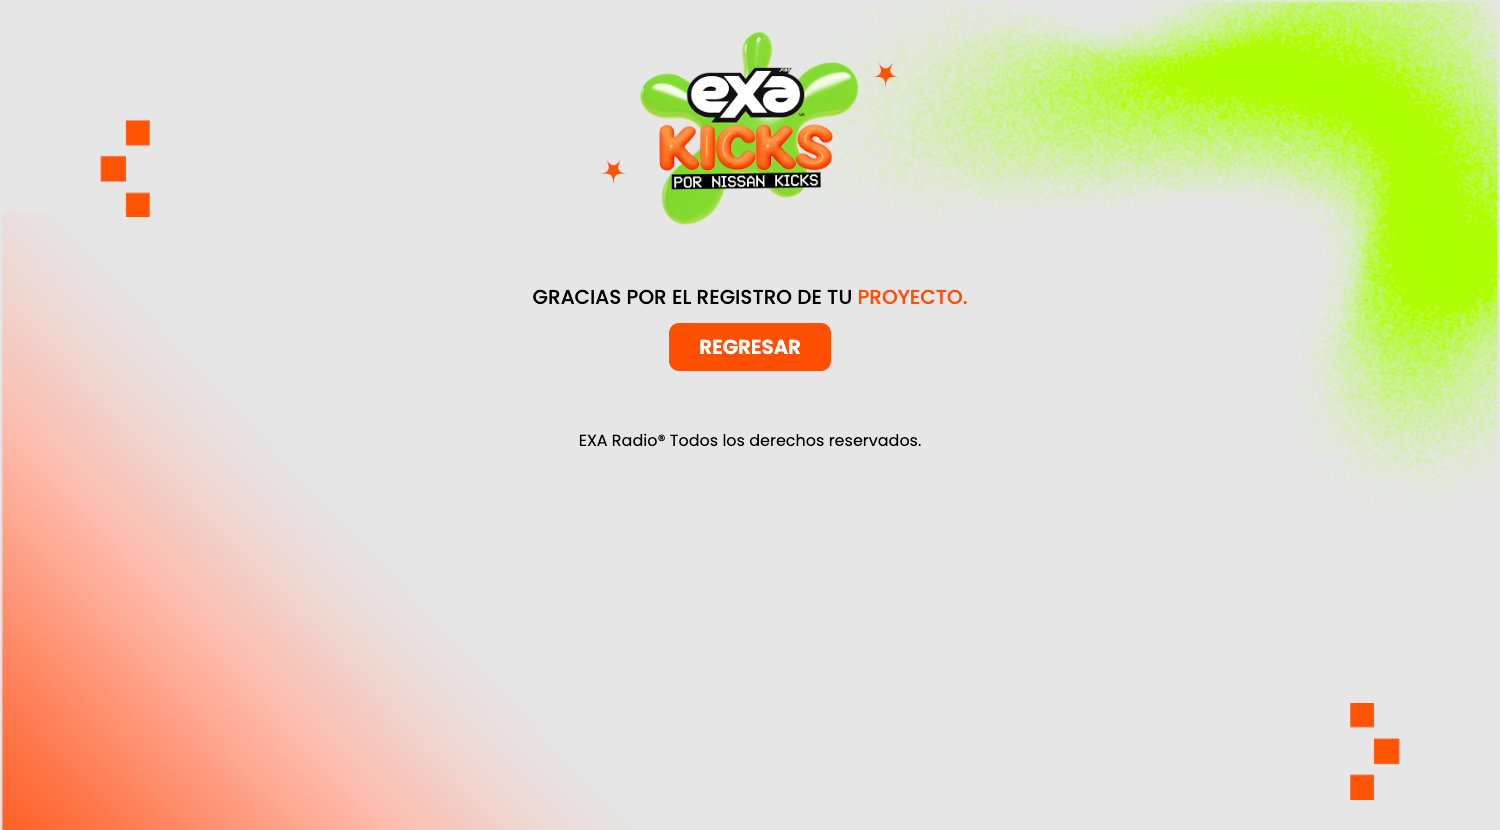 exa
KICKS
POR NISSAN KICKS
GRACIAS POR EL REGISTRO DE TU PROYECTO.
REGRESAR
EXA Radio® Todos los derechos reservados.